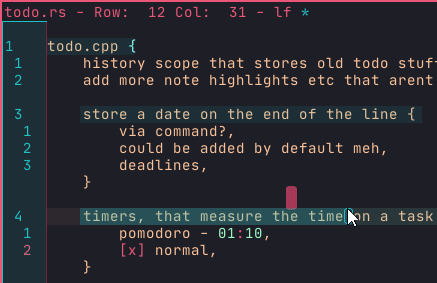 todo.rs - Row:  12 Col:  31 - lf *
1 todo.cpp {
1 history scope that stores old todo stuf
2 add more note highlights etc that arent
3 store a date on the end of the line {
1 via command?,
2 could be added by default meh,
3 deadlines,
}
4 timers, that measure the time on a task
1 pomodoro - 01:10,
2 [x] normal,
}